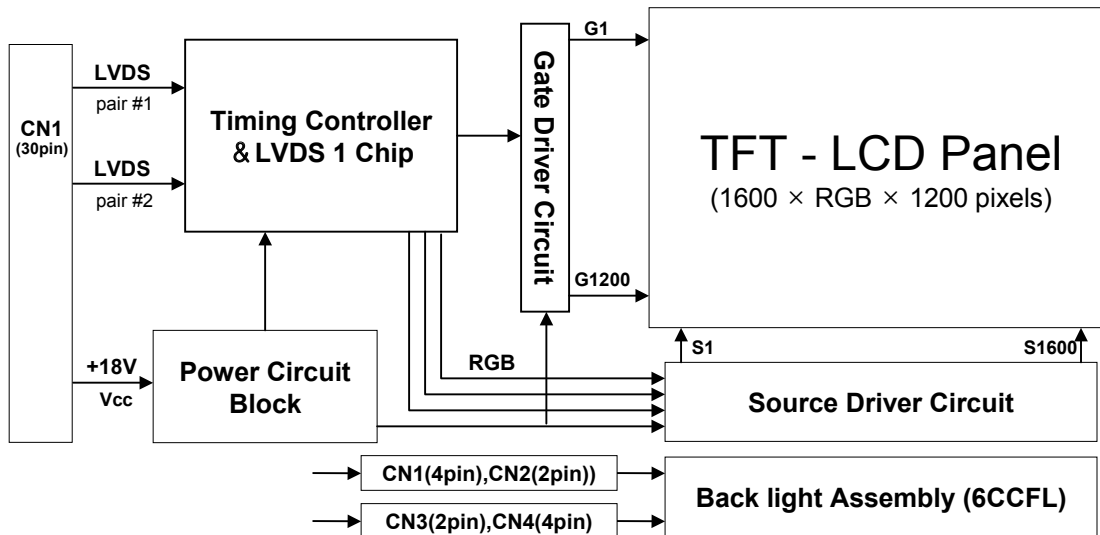 CN1
(30pin)
LVDS
pair #1
LVDS
pair #2
+18V
Vcc
Timing Controller
& LVDS 1 Chip
Power Circuit
Block
RGB
Gate Driver Circuit
G1
G1200
TFT - LCD Panel
(1600 × RGB × 1200 pixels)
S1
S1600
Source Driver Circuit
CN1(4pin),CN2(2pin))
CN3(2pin),CN4(4pin)
Back light Assembly (6CCFL)